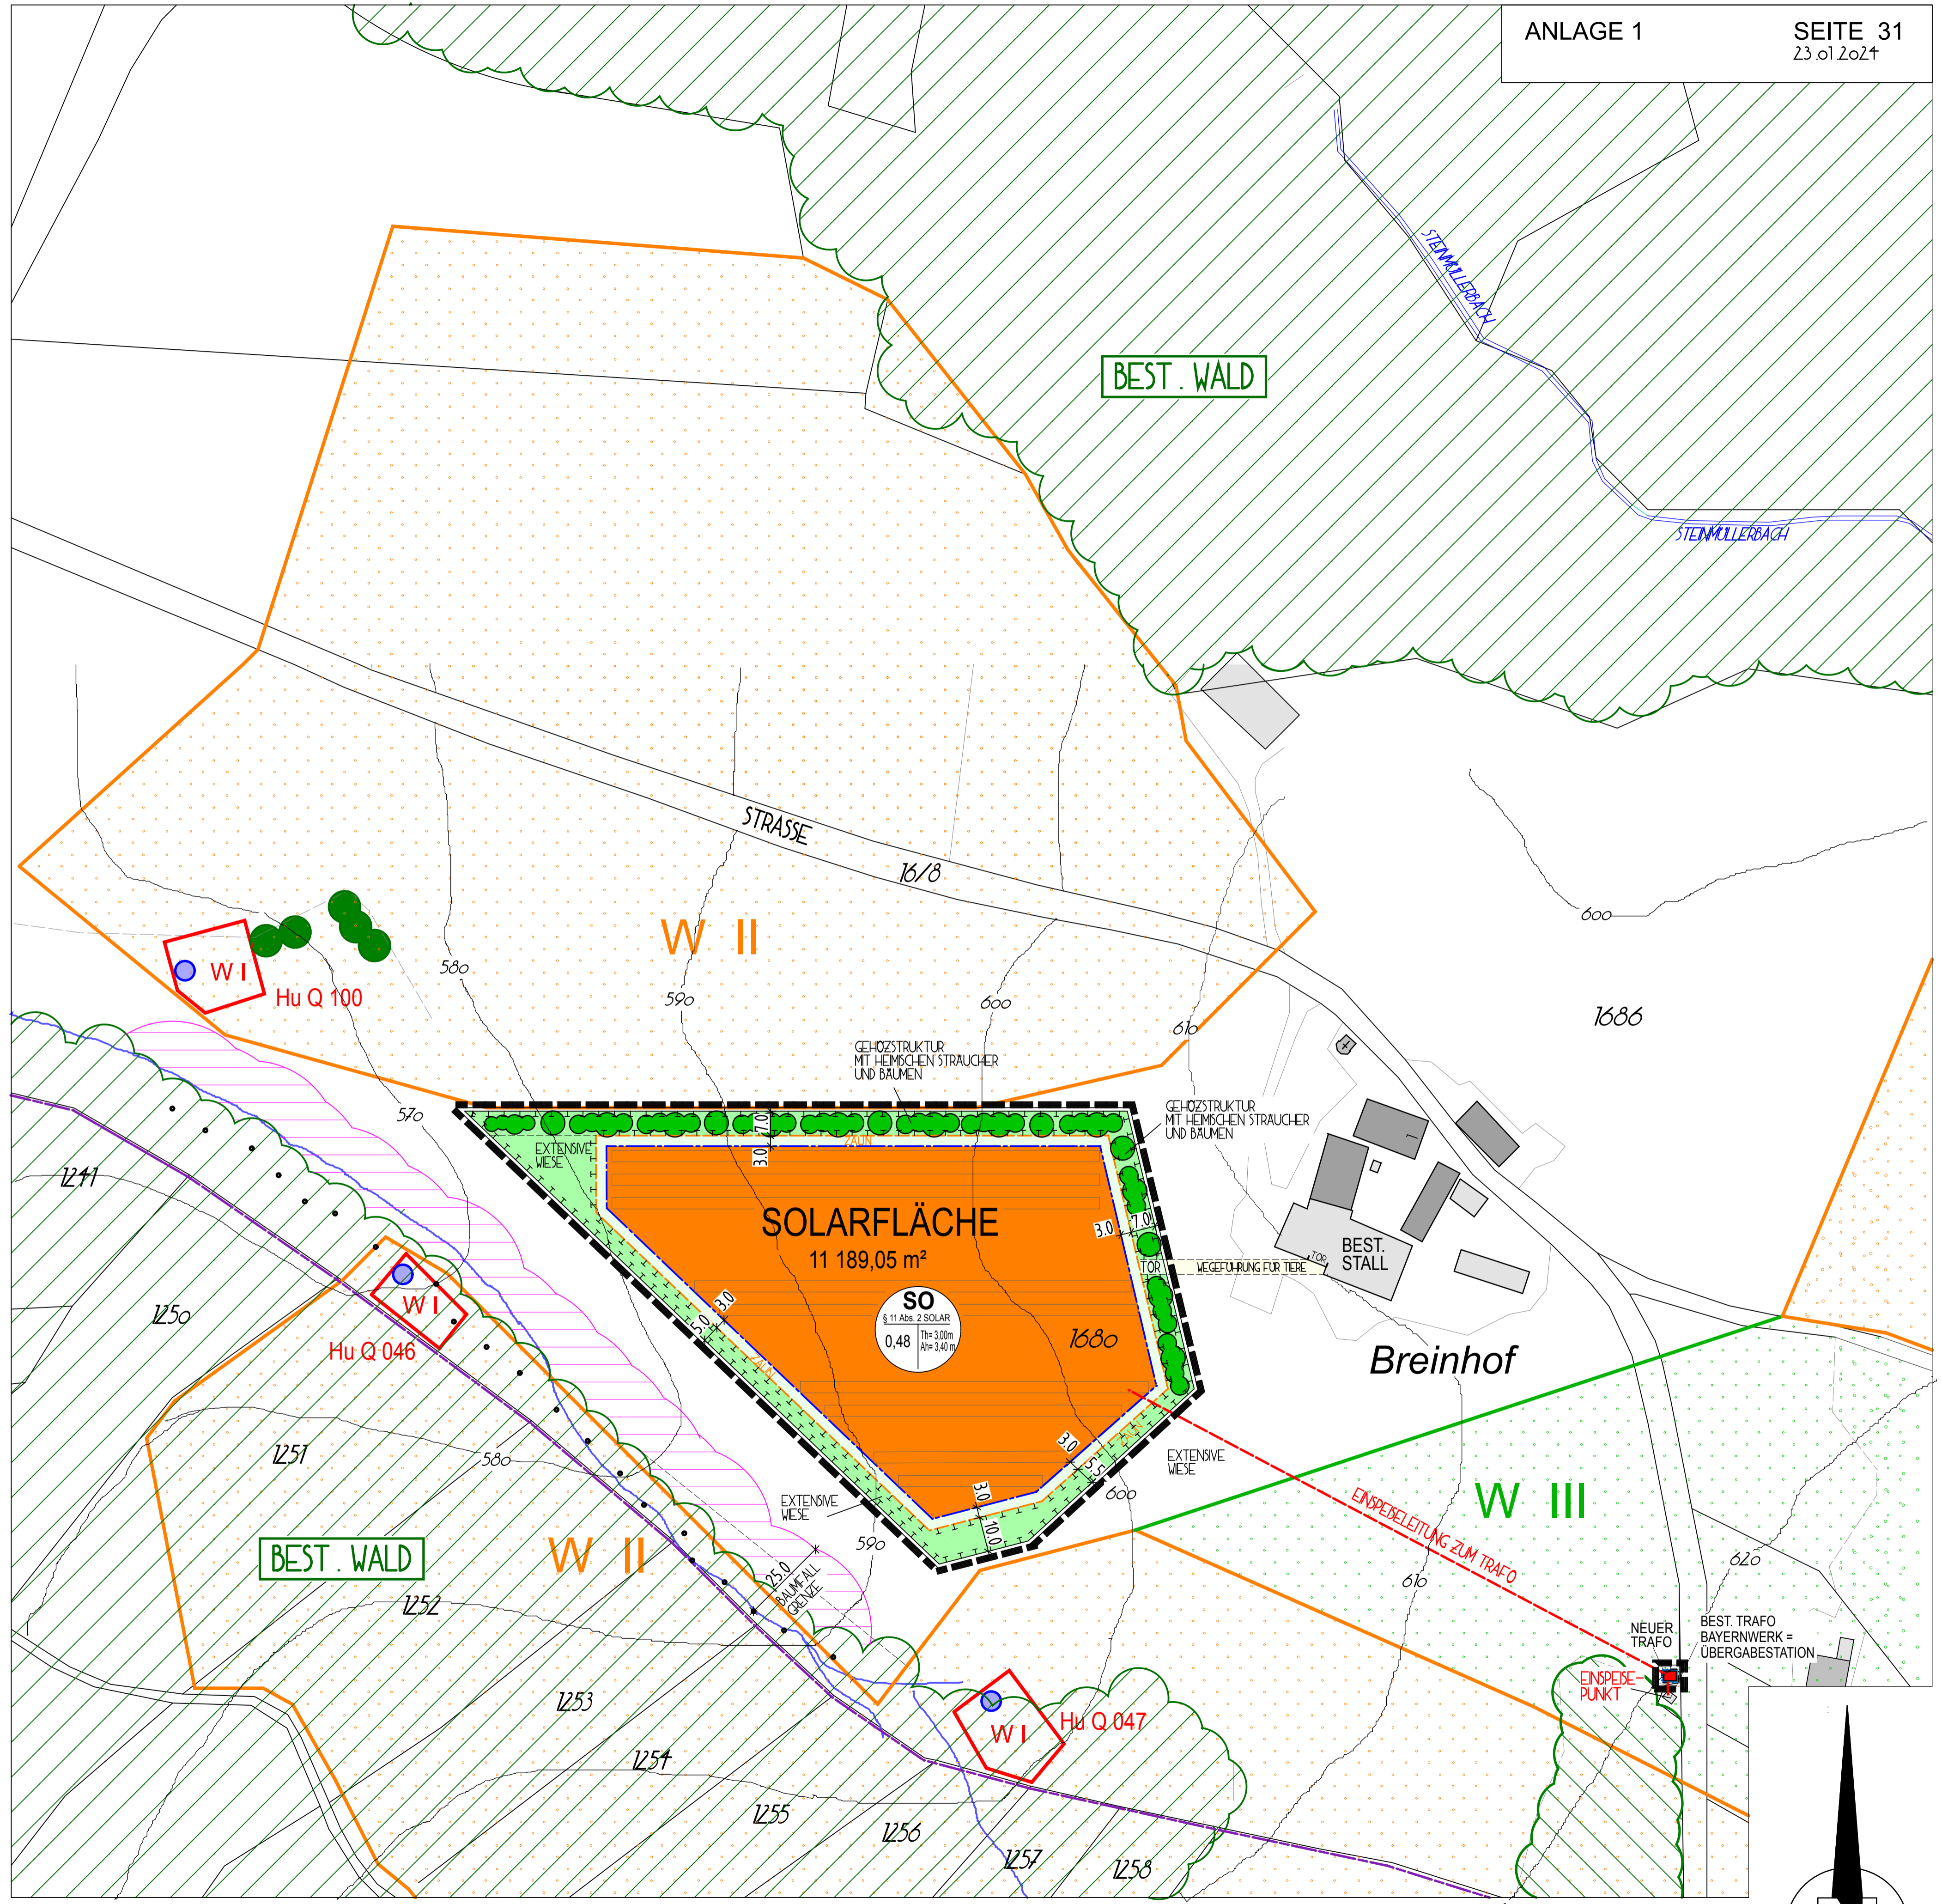 ANLAGE 1
SEITE 31
23.01.2024
STEINMÜLLERBACH
BEST. WALD
STEINMÜLLERBACH
STRASSE
16/8
600
W II
580
590
600
610
1686
W I
Hu Q 100
GEHÖZSTRUKTUR
MIT HEIMISCHEN STRÄUCHER
UND BÄUMEN
GEHÖZSTRUKTUR
MIT HEIMISCHEN STRÄUCHER
UND BÄUMEN
570
7.0
ZAUN
3.0
EXTENSIVE
WIESE
1
1241
SOLARFLÄCHE
11 189,05 m²
3.0
7.0
TOR
WEGEFÜHRUNG FÜR TIERE
TOR
BEST.
STALL
W I
Hu Q 046
1250
3.0
5.0
ZAUN
SO
§ 11 Abs. 2 SOLAR
0,48
Th= 3,00m
Ah= 3,40 m
1680
Breinhof
1251
580
3.0
ZAUN
5.5
EXTENSIVE
WIESE
600
EXTENSIVE
WIESE
3.0
10.0
590
EINSPEISELEITUNG ZUM TRAFO
W III
BEST. WALD
W II
25.0
BAUMFALL
GRENZE
610
620
1252
NEUER
TRAFO
BEST. TRAFO
BAYERNWERK =
ÜBERGABESTATION
EINSPEISE-
PUNKT
1253
W I
Hu Q 047
1254
1255
1256
1257
1258